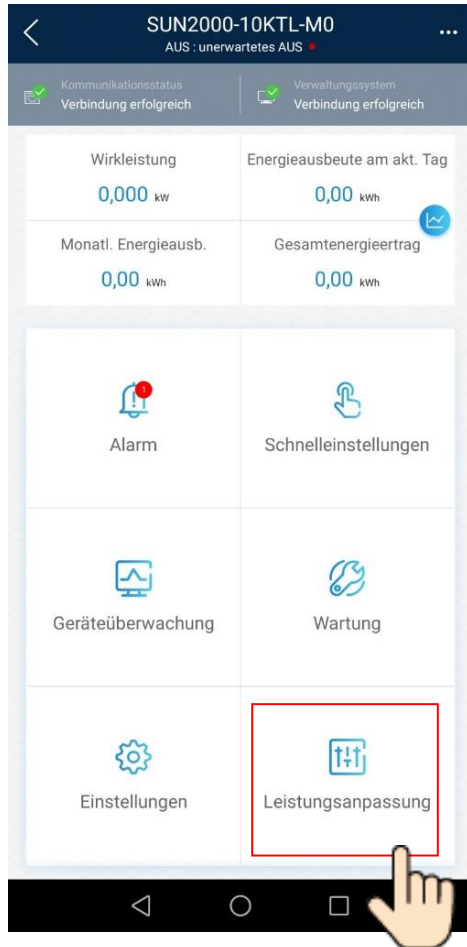 SUN2000-10KTL-M0
AUS : unerwartetes AUS
Kommunikationsstatus
Verbindung erfolgreich
Verwaltungssystem
Verbindung erfolgreich
Wirkleistung
0,000 kW
Energieausbeute am akt. Tag
0,00 kWh
Monatl. Energieausb.
0,00 kWh
Gesamtenergieertrag
0,00 kWh
1
Alarm
Schnelleinstellungen
Geräteüberwachung
Wartung
Einstellungen
Leistungsanpassung